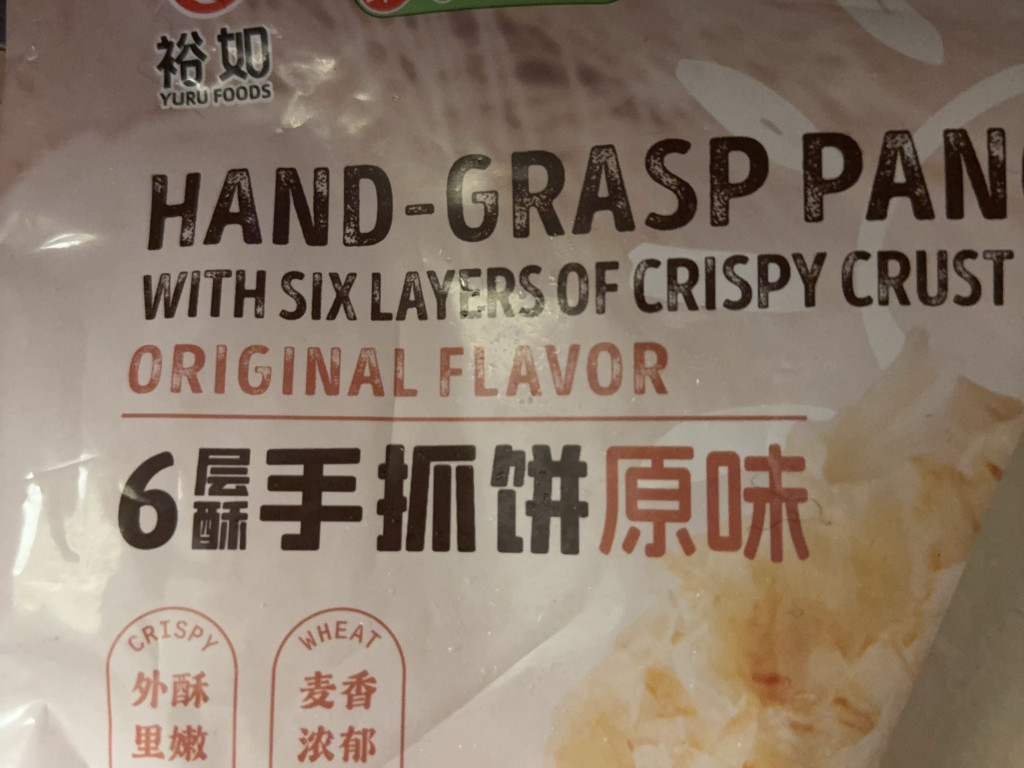 裕如
YURU FOODS
HAND-GRASP PAN
WITH SIX LAYERS OF CRISPY CRUST
ORIGINAL FLAVOR
6层酥手抓饼原味
CRISPY
外酥
里嫩
WHEAT
麦香
浓郁